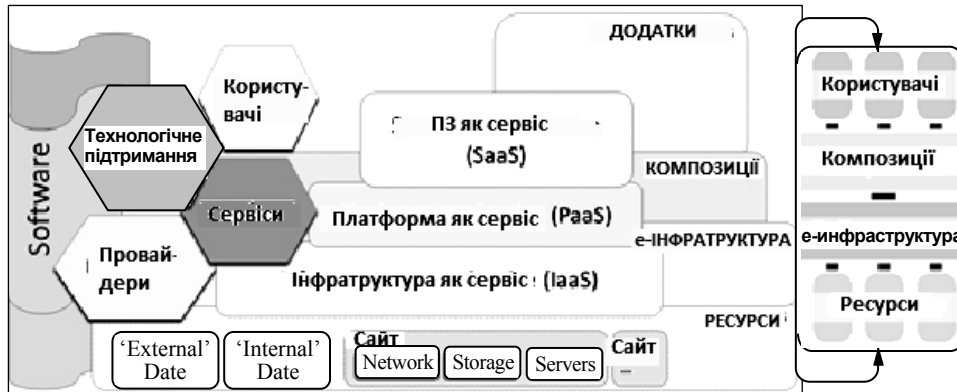 Software
Технологічне
підтримання
Користу-
вачі
Сервіси
Провай-
дери
ДОДАТКИ
ПЗ як сервіс
(SaaS)
КОМПОЗИЦІЇ
Платформа як сервіс (PaaS)
е-ІНФРАТРУКТУРА
Інфратруктура як сервіс (IaaS)
РЕСУРСИ
‘External’
Date
‘Internal’
Date
Сайт
Network
Storage
Servers
Сайт
Користувачі
Композиції
е-инфраструктура
Ресурси